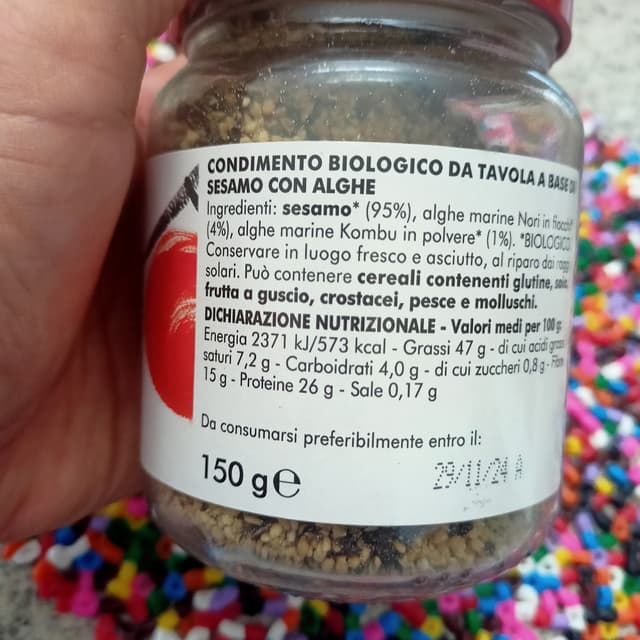 CONDIMENTO BIOLOGICO DA TAVOLA A BASE DI
SESAMO CON ALGHE
Ingredienti: sesamo* (95%), alghe marine Nori in fiocchi*
(4%), alghe marine Kombu in polvere* (1%). *BIOLOGICO
Conservare in luogo fresco e asciutto, al riparo dai raggi
solari. Può contenere cereali contenenti glutine, soia,
frutta a guscio, crostacei, pesce e molluschi.
DICHIARAZIONE NUTRIZIONALE - Valori medi per 100 g:
Energia 2371 kJ/573 kcal - Grassi 47 g - di cui acidi grassi
saturi 7,2 g - Carboidrati 4,0 g - di cui zuccheri 0,8 g - Fibre
15 g - Proteine 26 g - Sale 0,17 g
Da consumarsi preferibilmente entro il:
150 g e 29/11/24 A